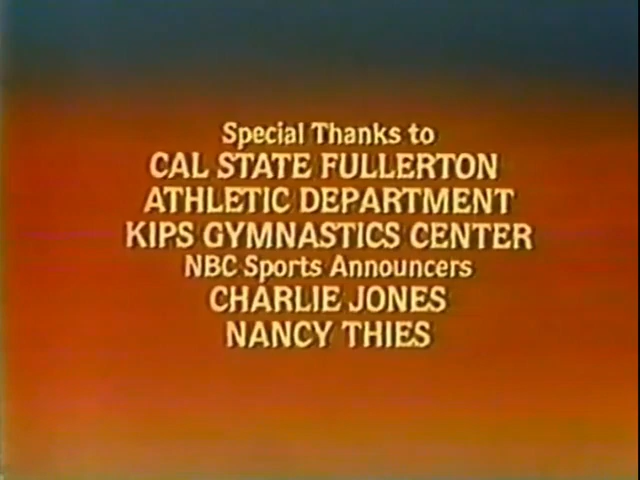 Special Thanks to
CAL STATE FULLERTON
ATHLETIC DEPARTMENT
KIPS GYMNASTICS CENTER
NBC Sports Announcers
CHARLIE JONES
NANCY THIES